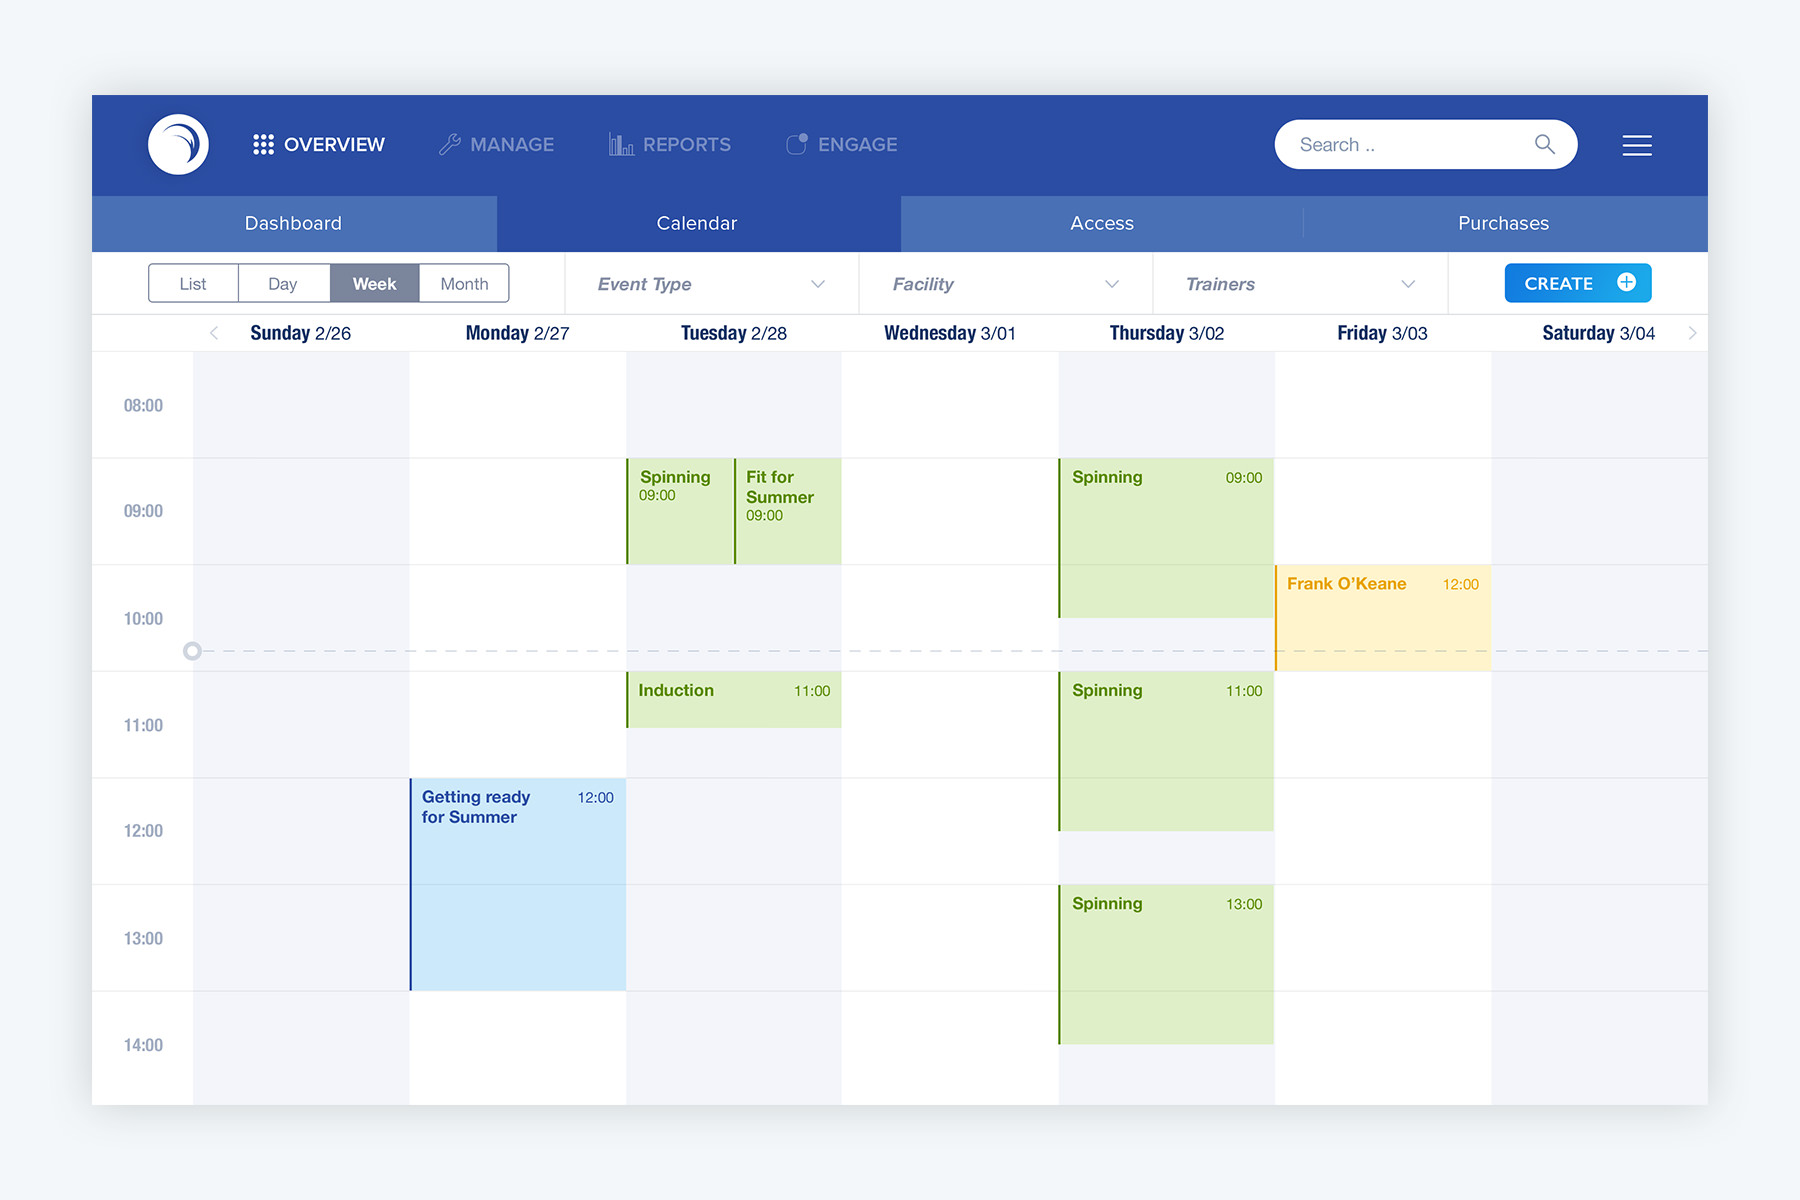 OVERVIEW
MANAGE
REPORTS
ENGAGE
Search ..
Dashboard
Calendar
Access
Purchases
List
Day
Week
Month
Event Type
Facility
Trainers
CREATE
Sunday 2/26
Monday 2/27
Tuesday 2/28
Wednesday 3/01
Thursday 3/02
Friday 3/03
Saturday 3/04
08:00
09:00
Spinning
09:00
Fit for
Summer
09:00
Spinning 09:00
10:00
Frank O’Keane 12:00
11:00
Induction 11:00
Spinning 11:00
12:00
Getting ready 12:00
for Summer
13:00
Spinning 13:00
14:00